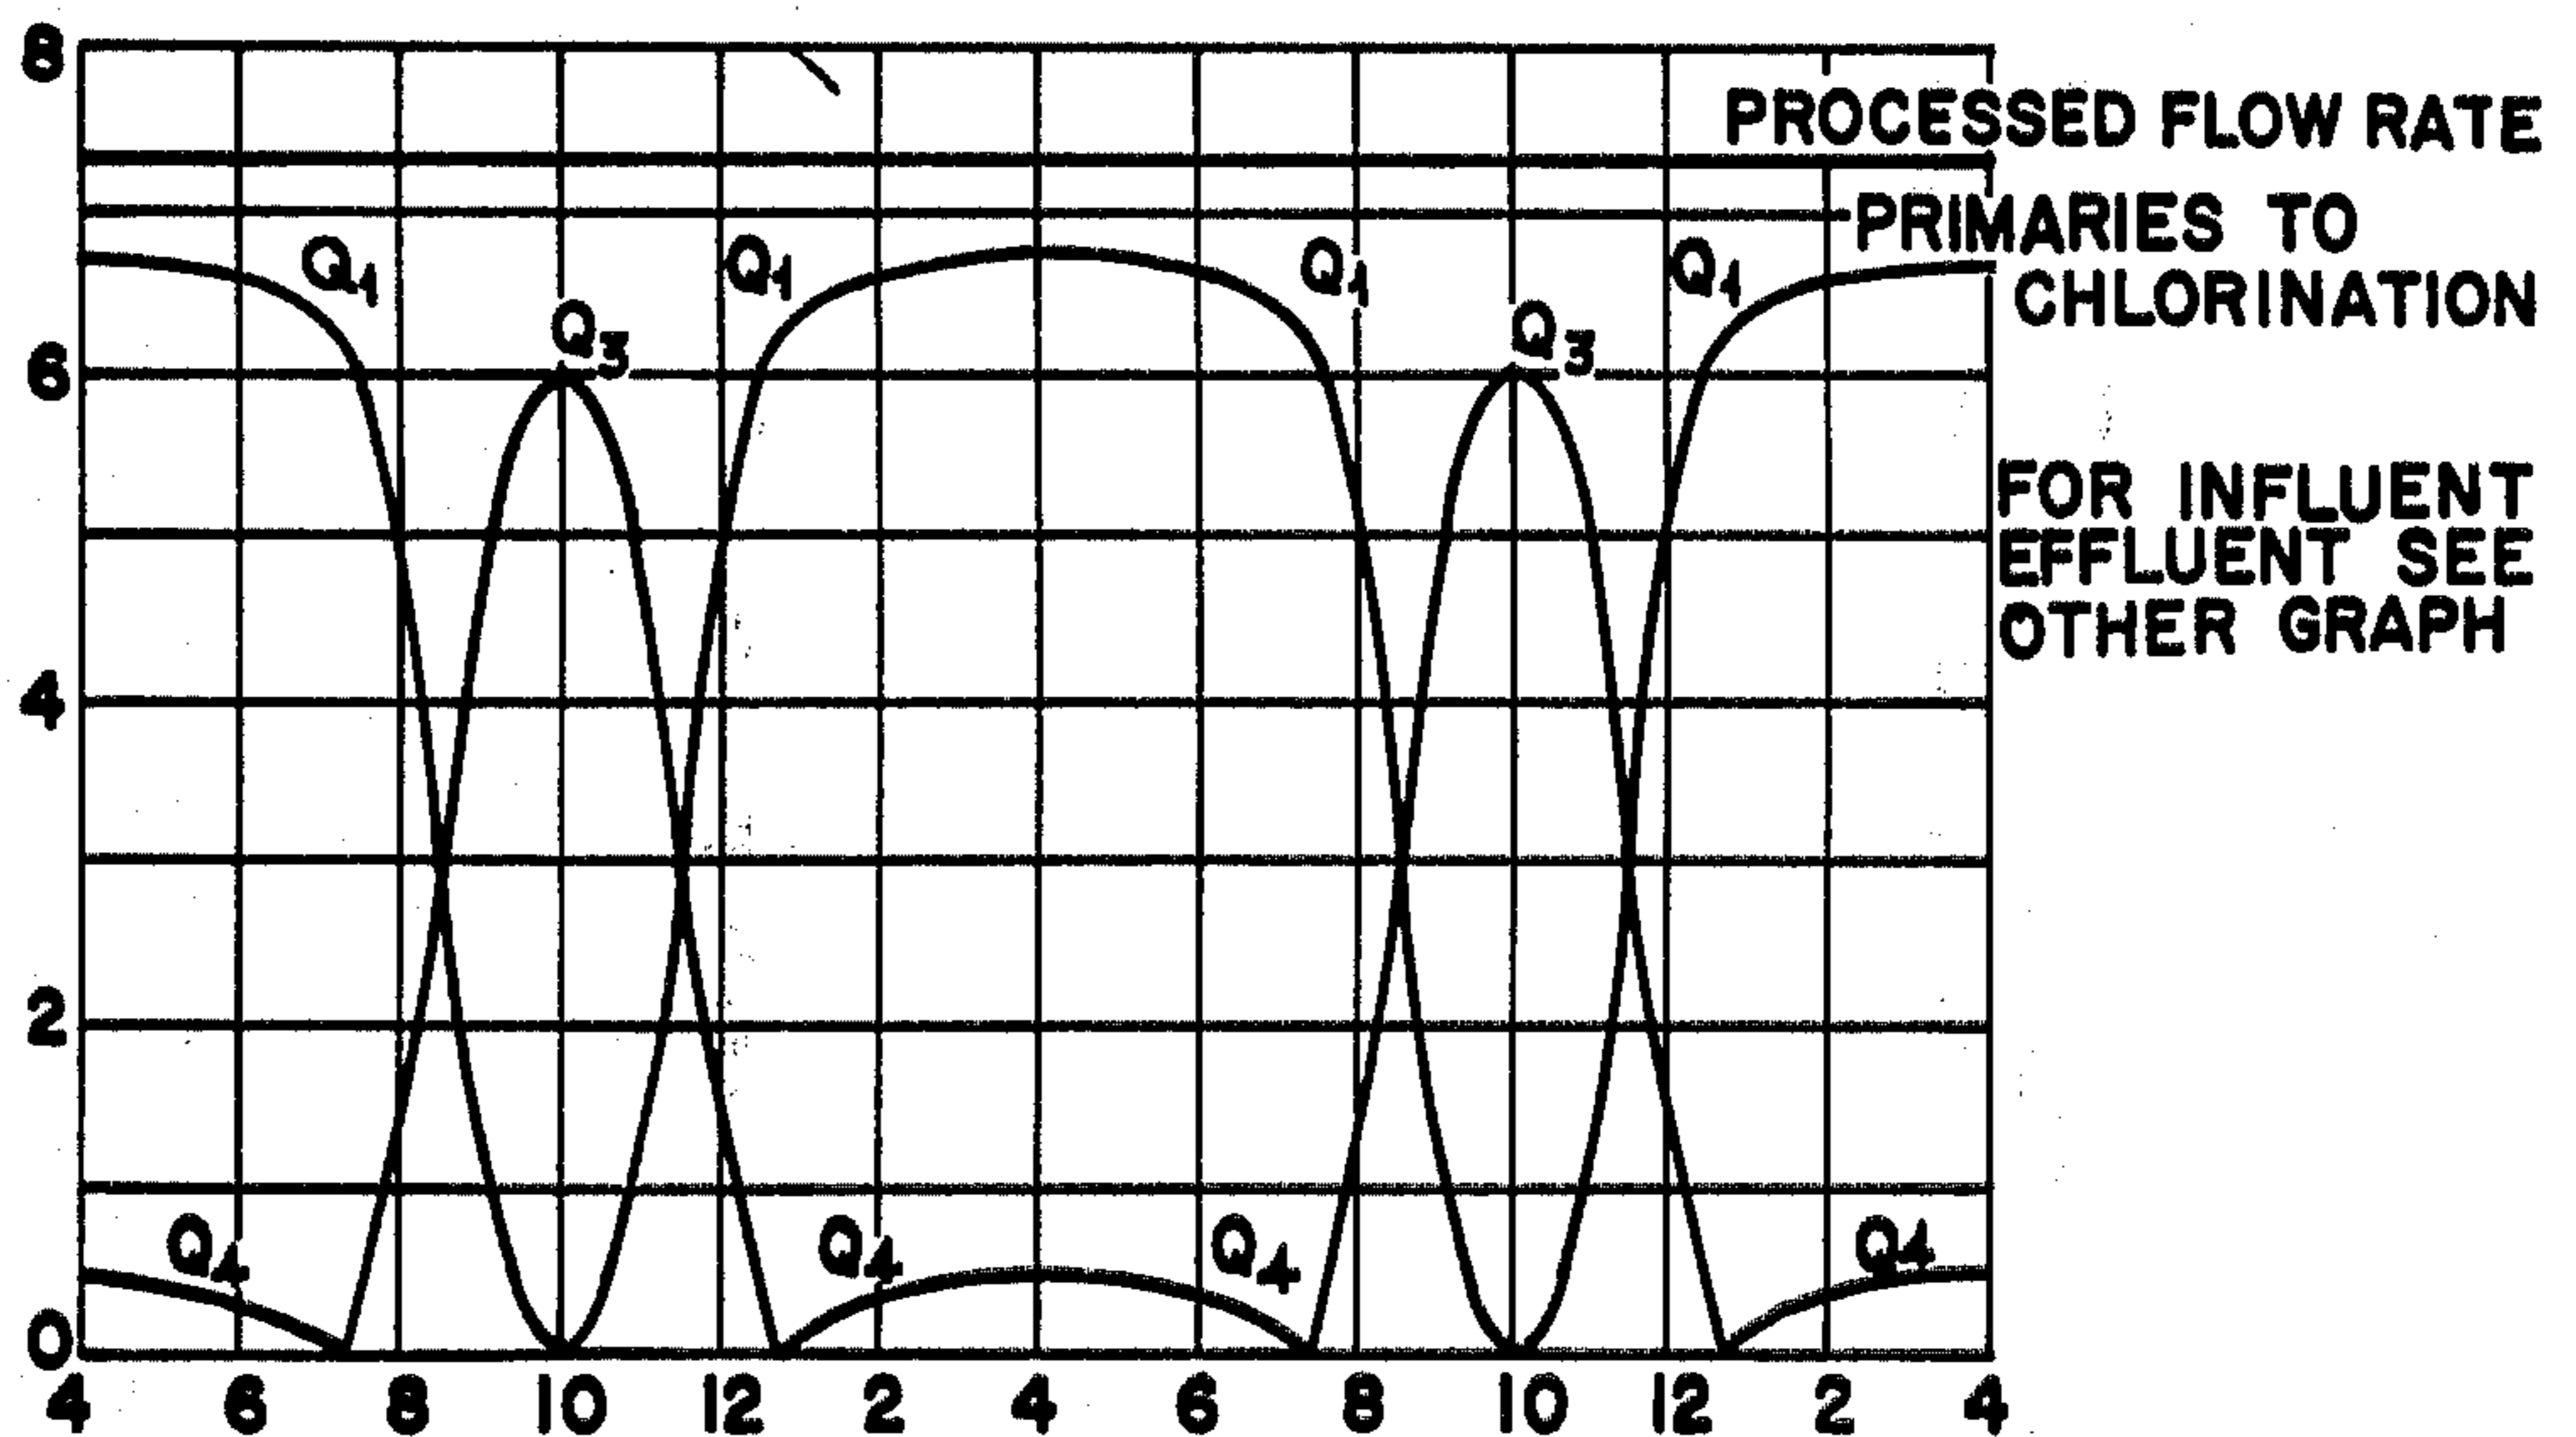 8
PROCESSED FLOW RATE
PRIMARIES TO
CHLORINATION
Q1 Q1 Q1 Q1
Q3 Q3
6
FOR INFLUENT
EFFLUENT SEE
OTHER GRAPH
4
2
Q4 Q4 Q4 Q4
0
4 6 8 10 12 2 4 6 8 10 12 2 4